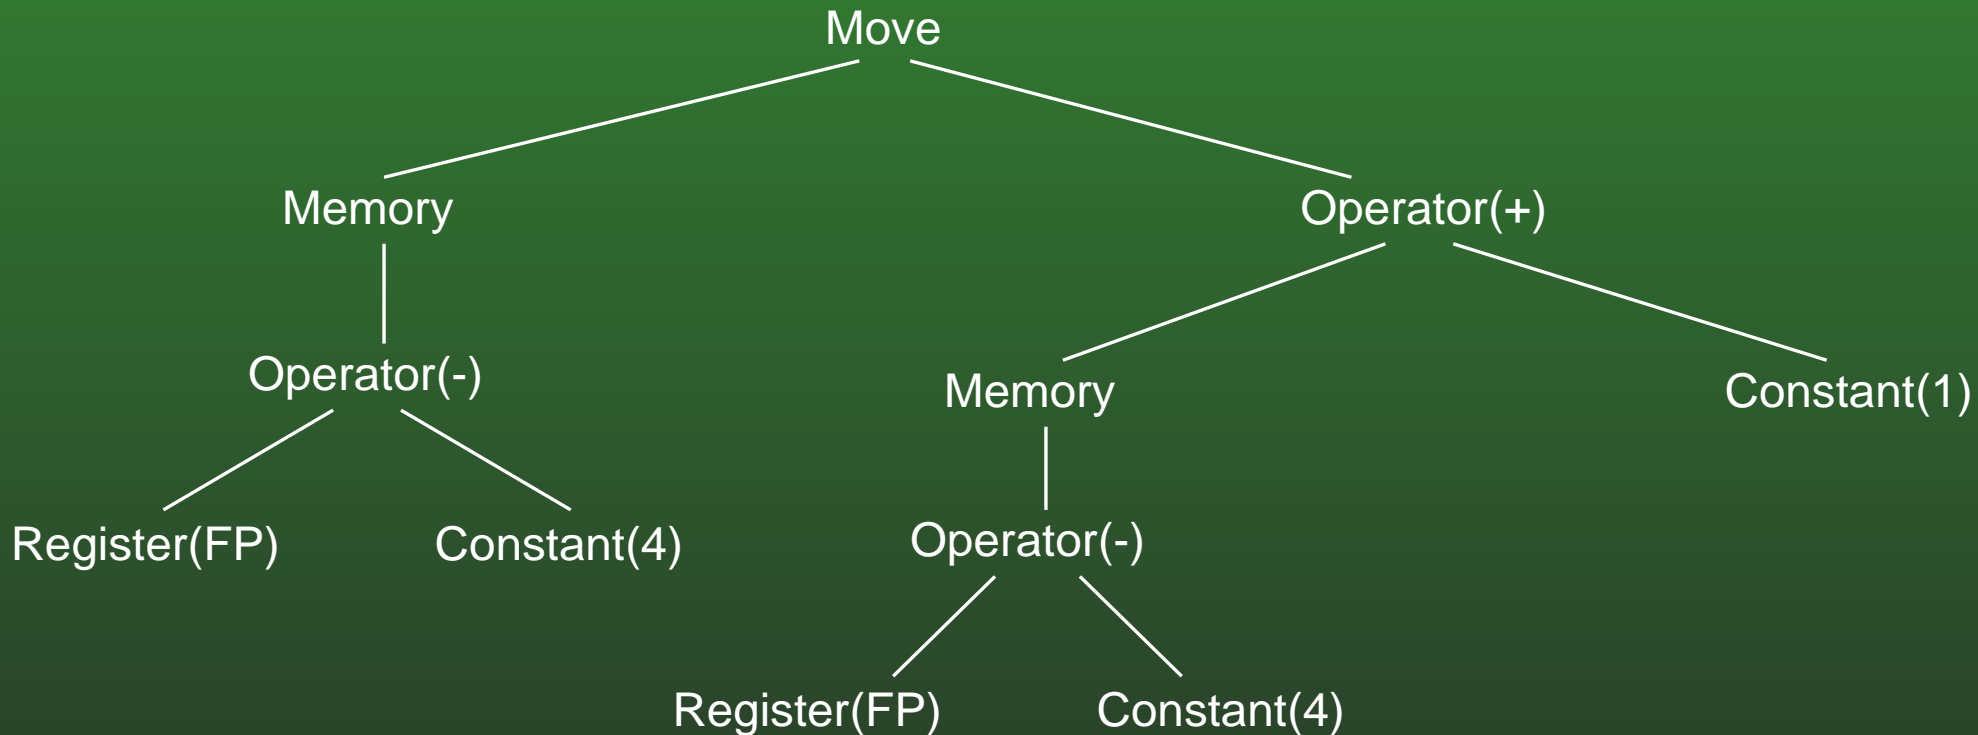 Move
Memory
Operator(+)
Operator(-)
Memory
Constant(1)
Register(FP)
Constant(4)
Operator(-)
Register(FP)
Constant(4)